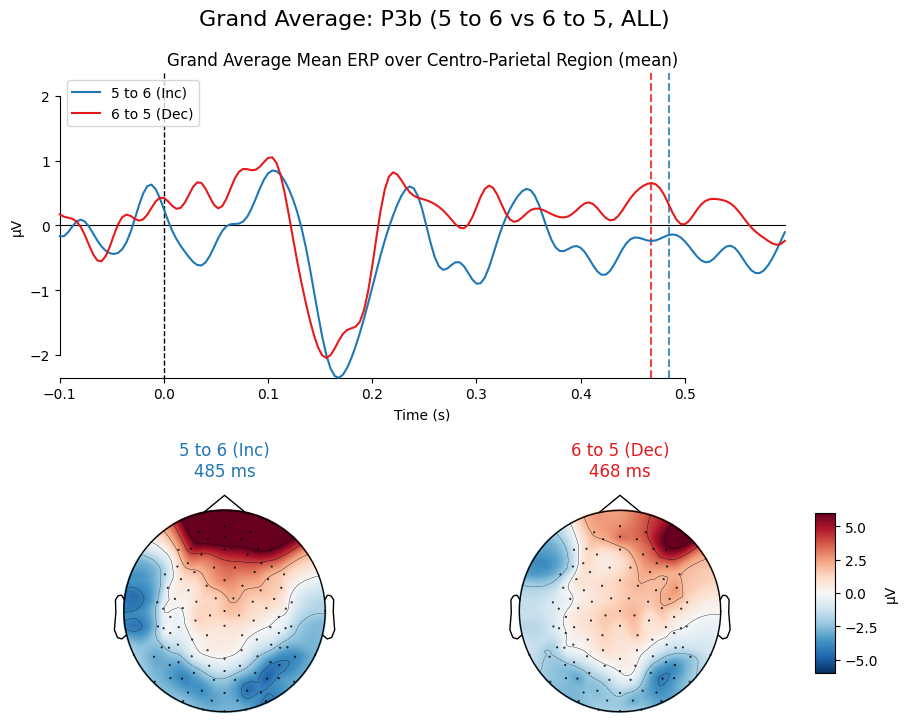 Grand Average: P3b (5 to 6 vs 6 to 5, ALL)
Grand Average Mean ERP over Centro-Parietal Region (mean)
5 to 6 (Inc)
6 to 5 (Dec)
2
1
0
−1
−2
µV
−0.1 0.0 0.1 0.2 0.3 0.4 0.5
Time (s)
5 to 6 (Inc)
485 ms
6 to 5 (Dec)
468 ms
5.0
2.5
0.0
−2.5
−5.0
µV